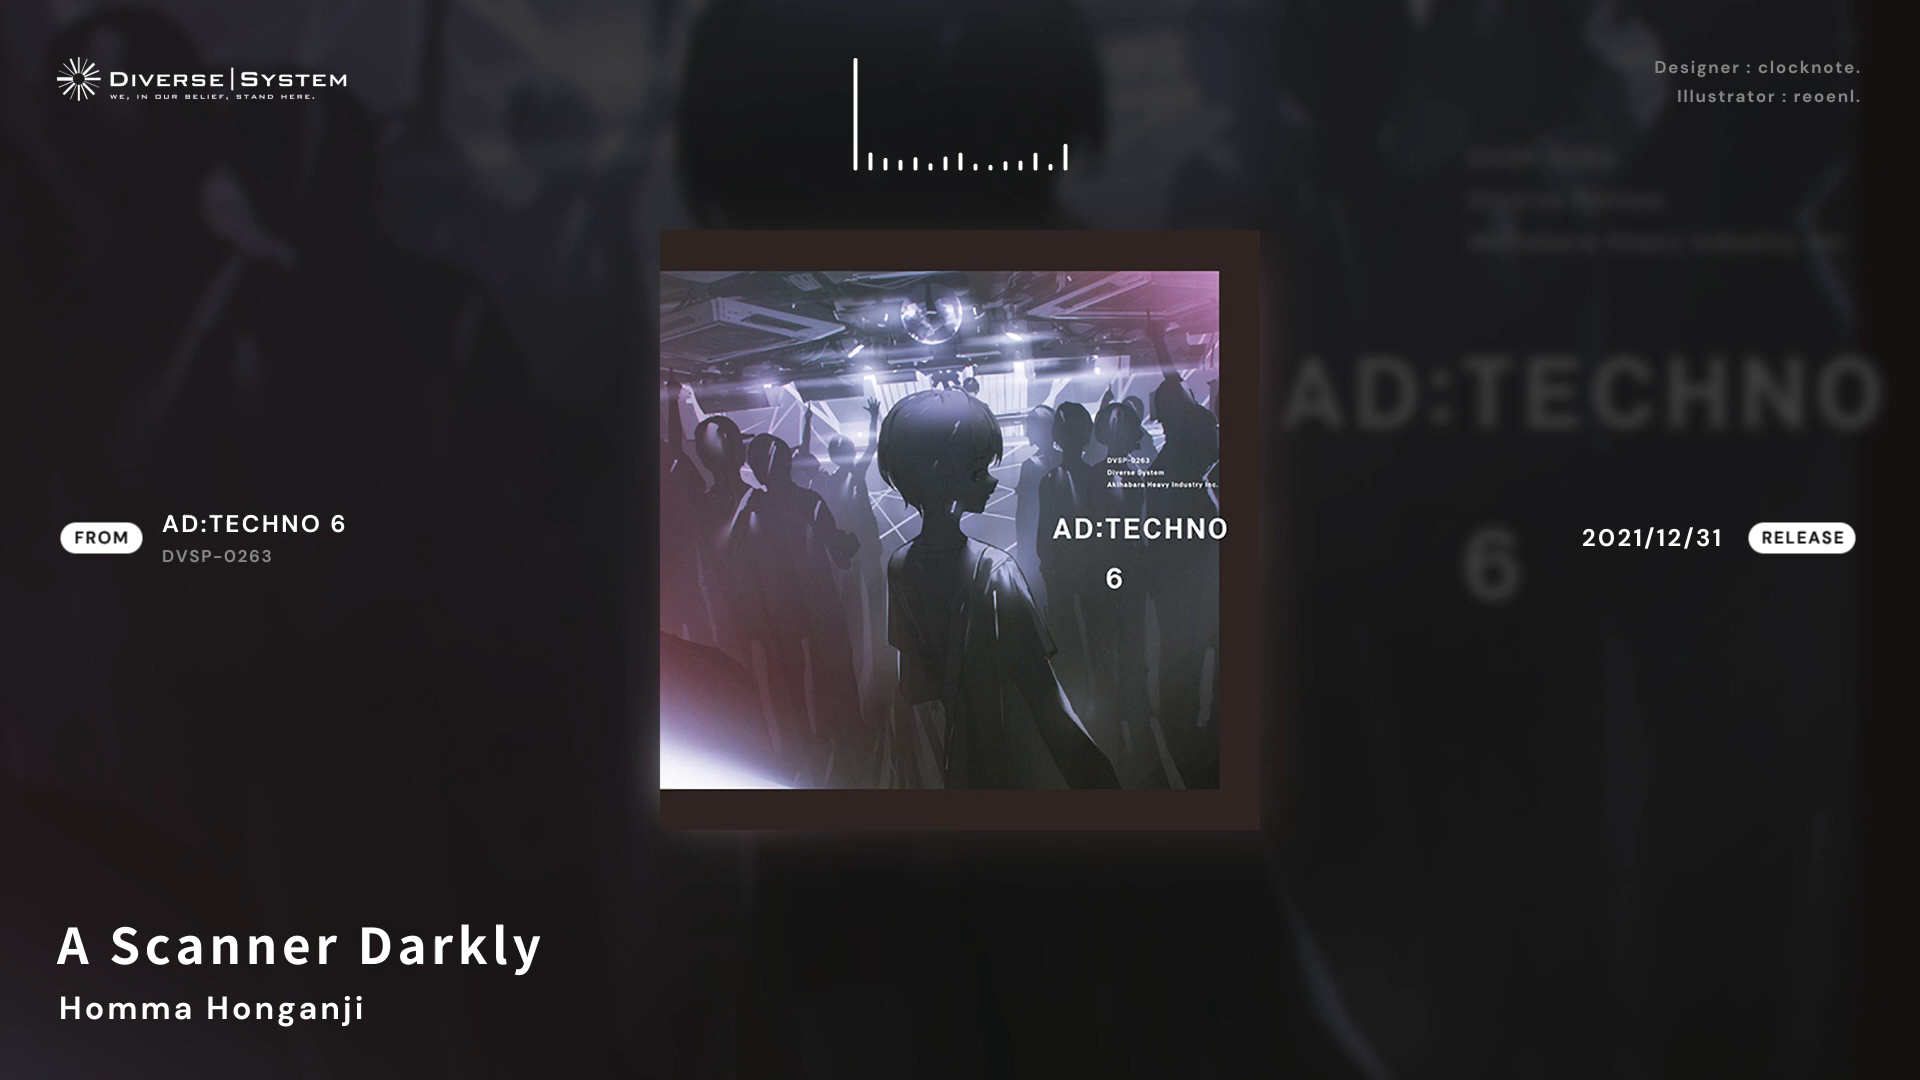 DIVERSE|SYSTEM
WE, IN OUR BELIEF, STAND HERE.
Designer : clocknote.
Illustrator : reoenl.
DVSP-0263
Diverse System
Akihabara Heavy Industry Inc.
AD:TECHNO
6
AD:TECHNO
6
FROM
AD:TECHNO 6
DVSP-0263
2021/12/31
RELEASE
A Scanner Darkly
Homma Honganji